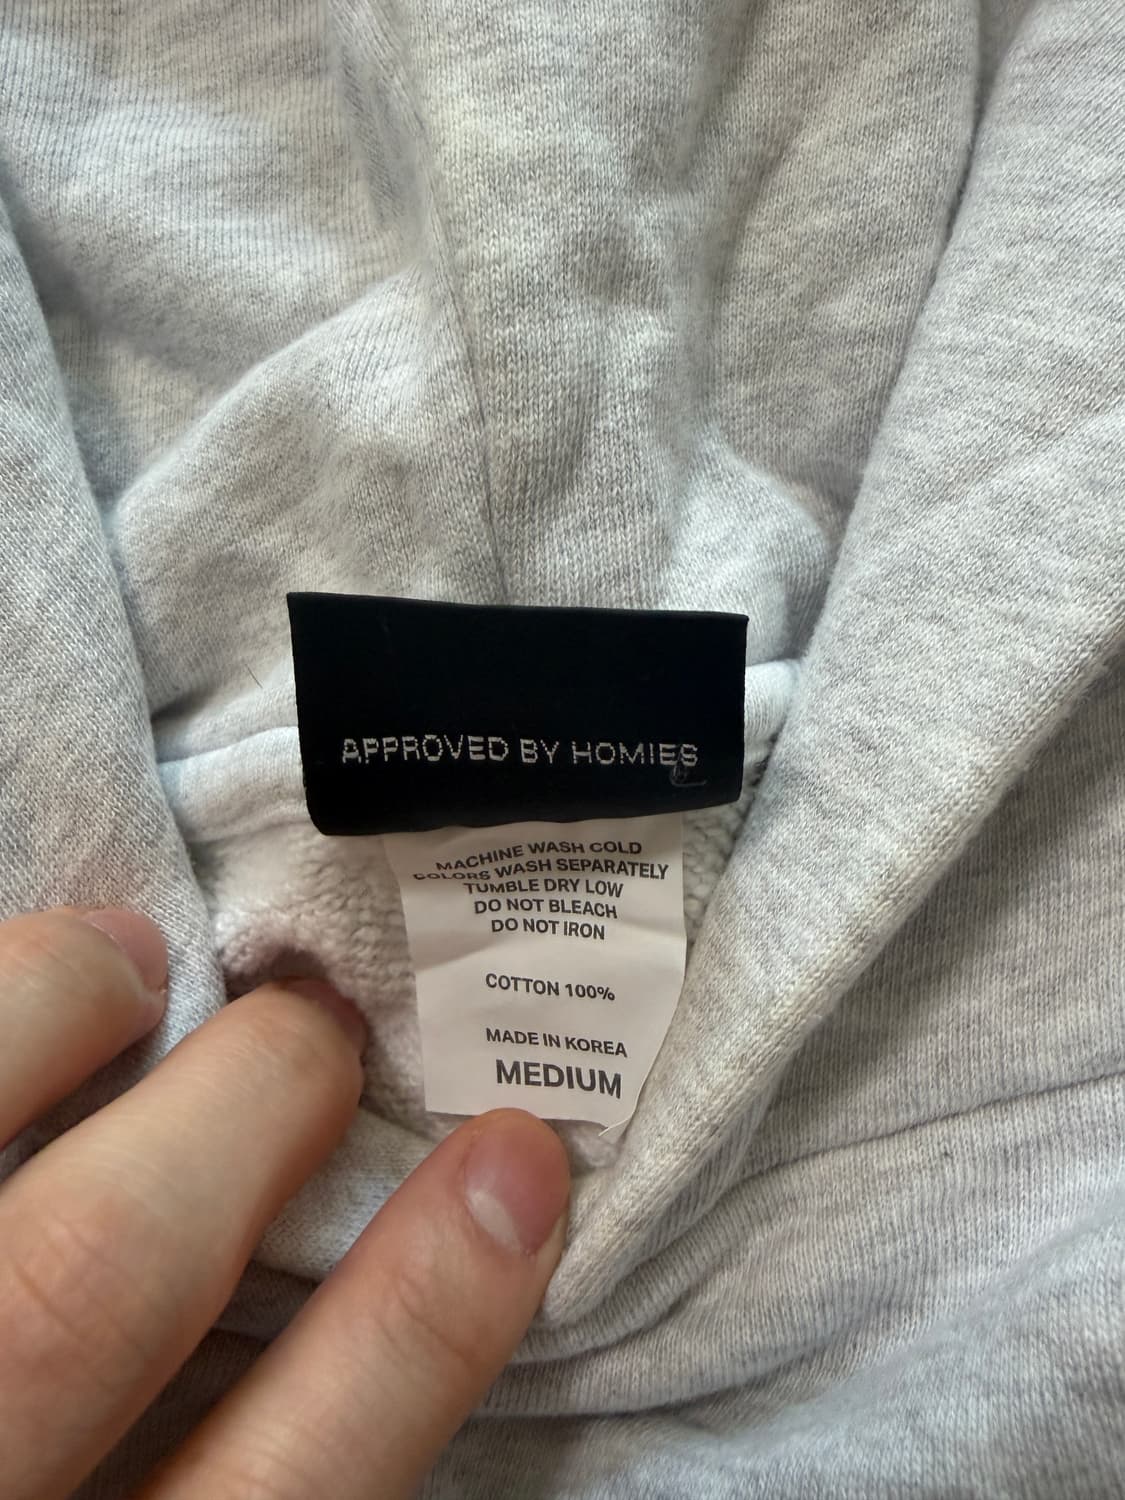 APPROVED BY HOMIES
MACHINE WASH COLD
COLORS WASH SEPARATELY
TUMBLE DRY LOW
DO NOT BLEACH
DO NOT IRON
COTTON 100%
MADE IN KOREA
MEDIUM